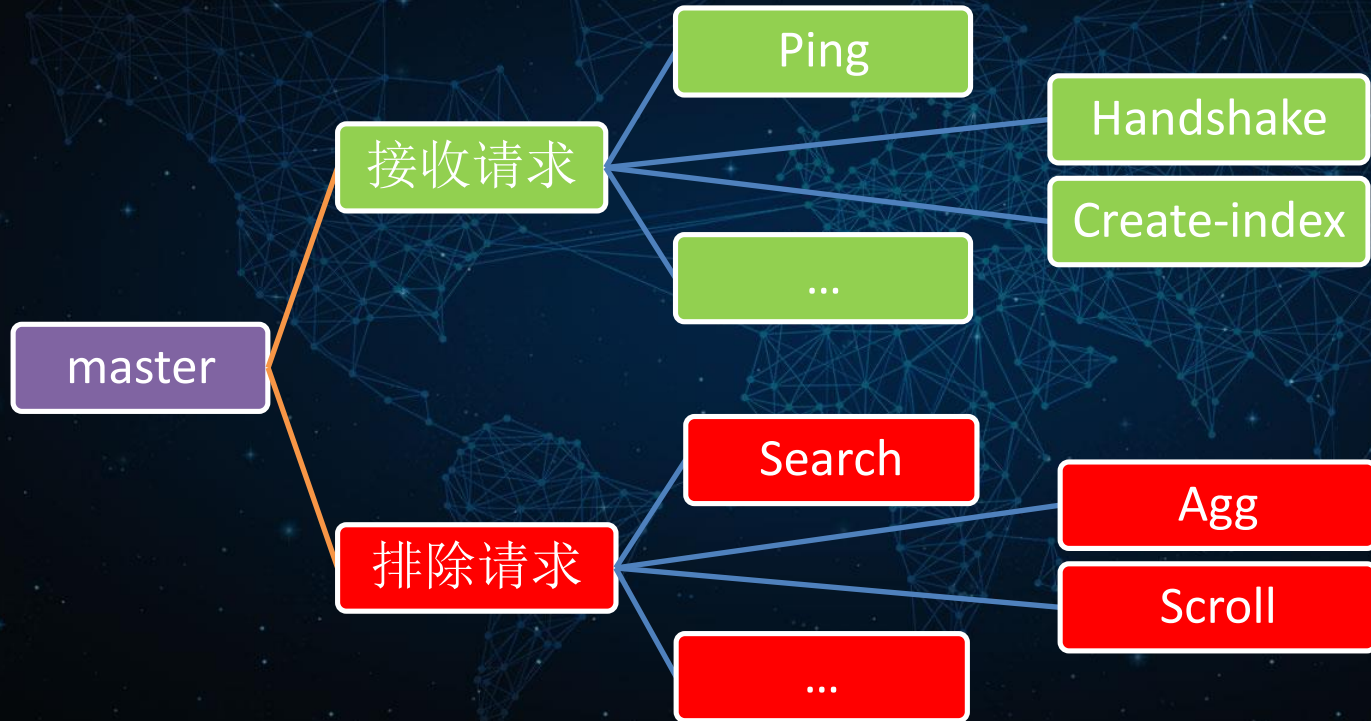 master
接收请求
Ping
Handshake
Create-index
...
排除请求
Search
Agg
Scroll
...